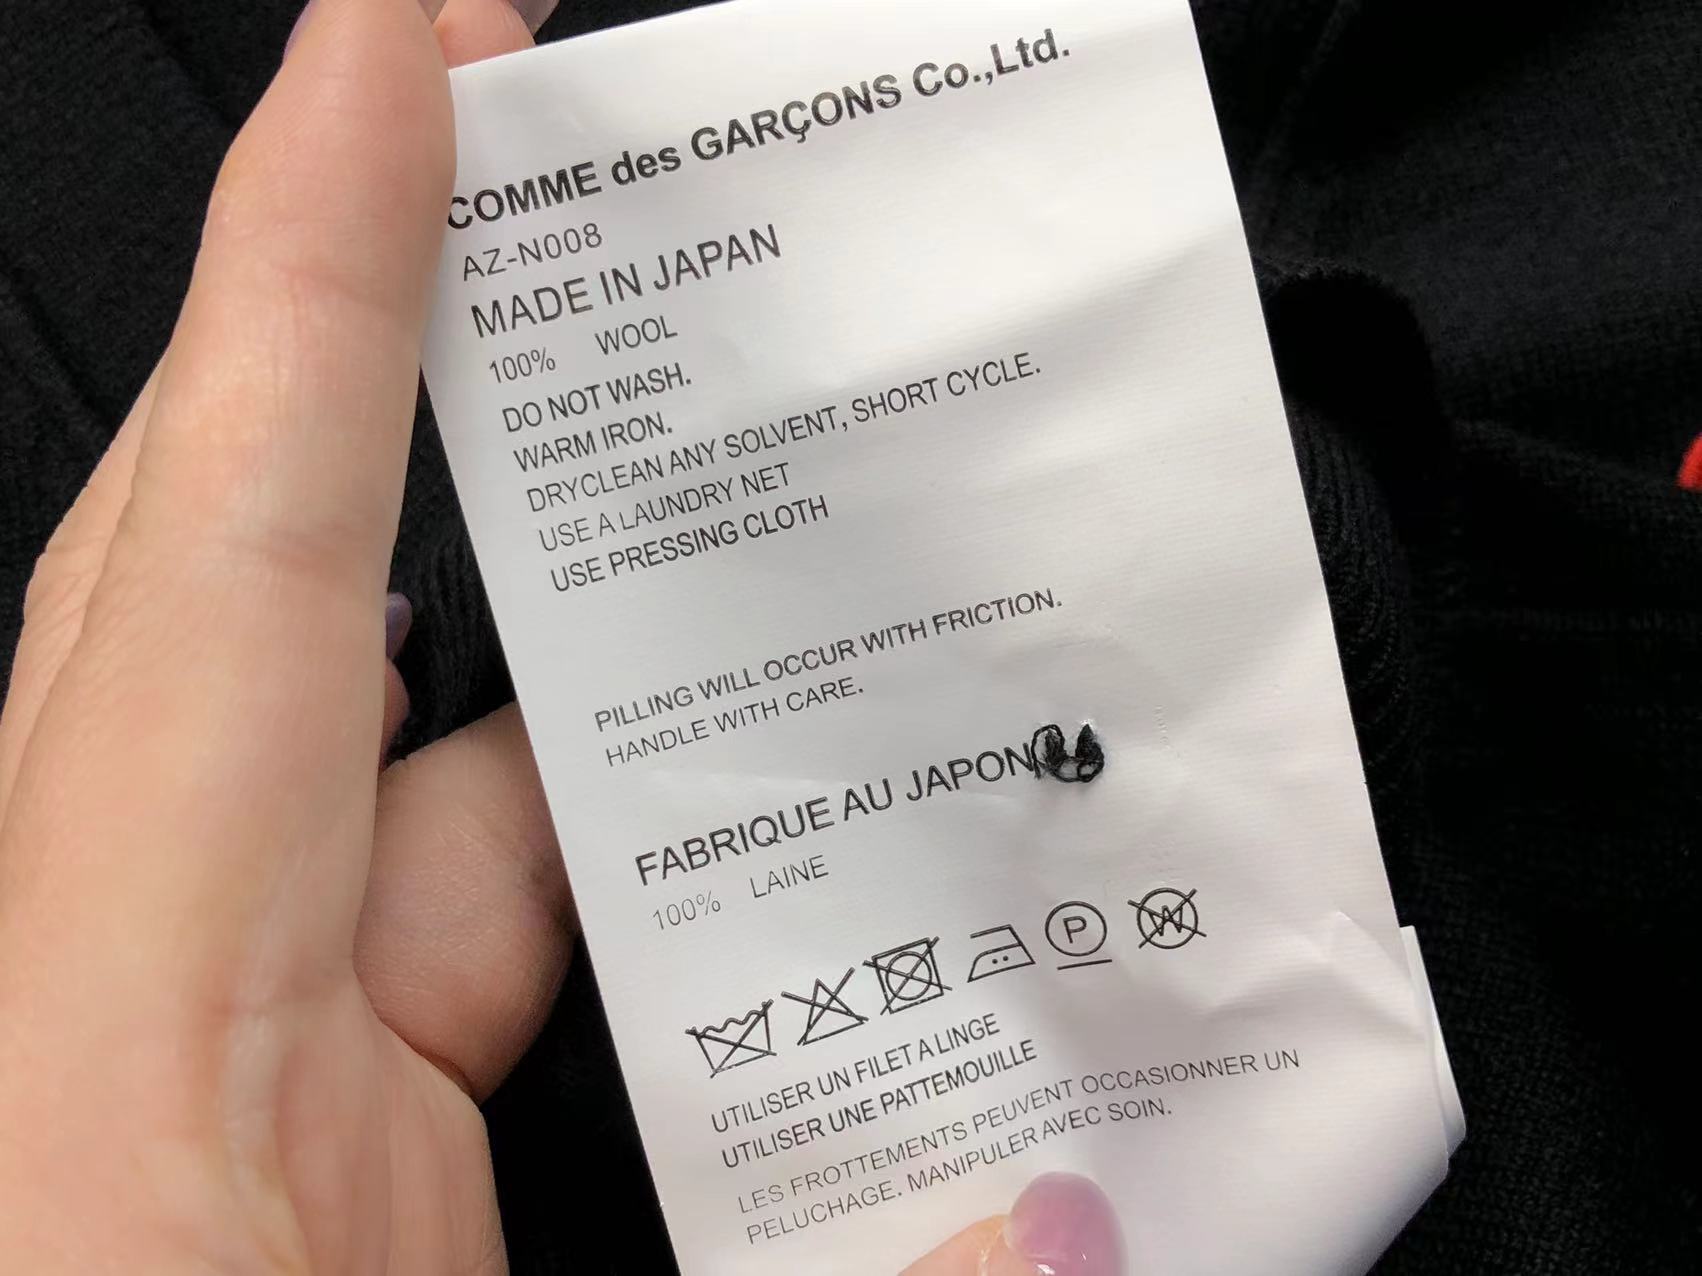 COMME des GARÇONS Co.,Ltd.
AZ-N008
MADE IN JAPAN
100% WOOL
DO NOT WASH.
WARM IRON.
DRYCLEAN ANY SOLVENT, SHORT CYCLE.
USE A LAUNDRY NET
USE PRESSING CLOTH
PILLING WILL OCCUR WITH FRICTION.
HANDLE WITH CARE.
FABRIQUE AU JAPON
100% LAINE
P W
UTILISER UN FILET A LINGE
UTILISER UNE PATTEMOUILLE
LES FROTTEMENTS PEUVENT OCCASIONNER UN
PELUCHAGE. MANIPULER AVEC SOIN.